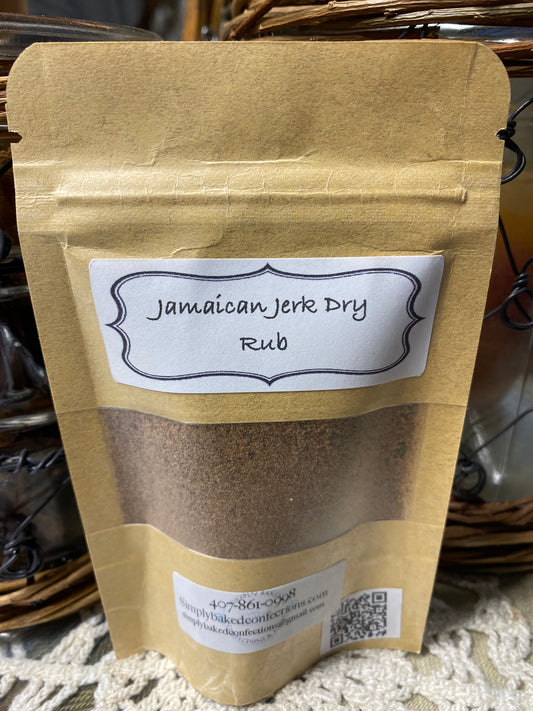 Jamaican Jerk Dry
Rub
407-861-0998
Simplybakedconfections.com
simplybakedconfections@gmail.com